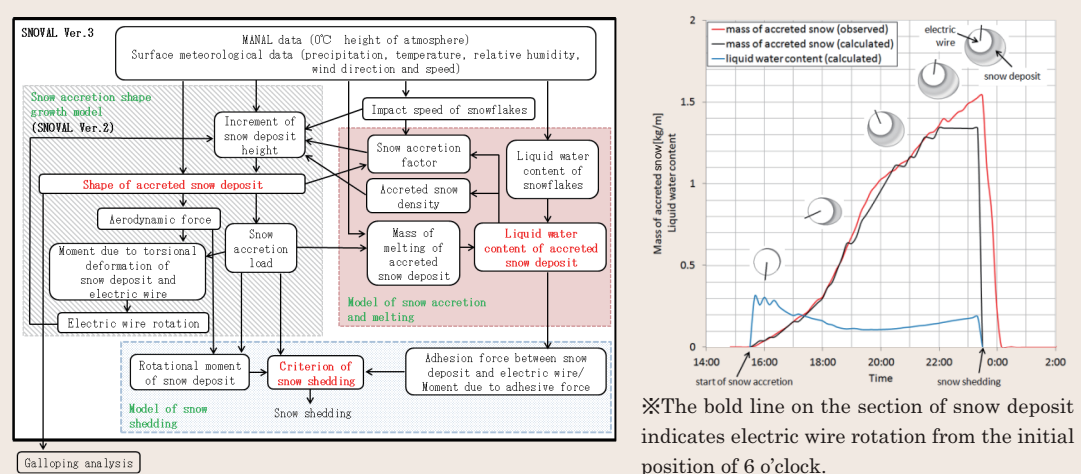 SNOVAL Ver.3
MANAL data (0℃ height of atmosphere)
Surface meteorological data (precipitation, temperature, relative humidity,
wind direction and speed)
Snow accretion shape
growth model
(SNOVAL Ver.2)
Impact speed of snowflakes
Increment of
snow deposit
height
Snow accretion
factor
Liquid water
content of
snowflakes
Shape of accreted snow deposit
Accreted snow
density
Aerodynamic force
Snow
accretion
load
Mass of
melting of
accreted
snow deposit
Liquid water
content of accreted
snow deposit
Moment due to torsional
deformation of
snow deposit and
electric wire
Model of snow accretion
and melting
Electric wire rotation
Rotational moment
of snow deposit
Criterion of
snow shedding
Adhesion force between snow
deposit and electric wire/
Moment due to adhesive force
Model of snow
shedding
Snow shedding
Galloping analysis
mass of accreted snow (observed)
mass of accreted snow (calculated)
liquid water content (calculated)
electric
wire
snow deposit
Mass of accreted snow[kg/m]
Liquid water content
2
1.5
1
0.5
0
14:00 16:00 18:00 20:00 22:00 0:00 2:00
Time
start of snow accretion
snow shedding
※The bold line on the section of snow deposit
indicates electric wire rotation from the initial
position of 6 o'clock.